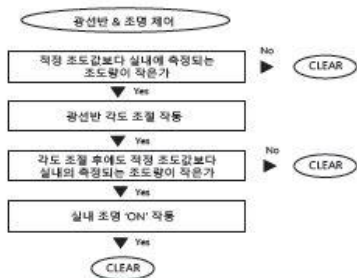 광선반 & 조명 제어
적정 조도값보다 실내에 측정되는
조도량이 작은가
No
CLEAR
Yes
광선반 각도 조절 작동
Yes
각도 조절 후에도 적정 조도값보다
실내의 측정되는 조도량이 작은가
No
CLEAR
Yes
실내 조명 'ON' 작동
Yes
CLEAR